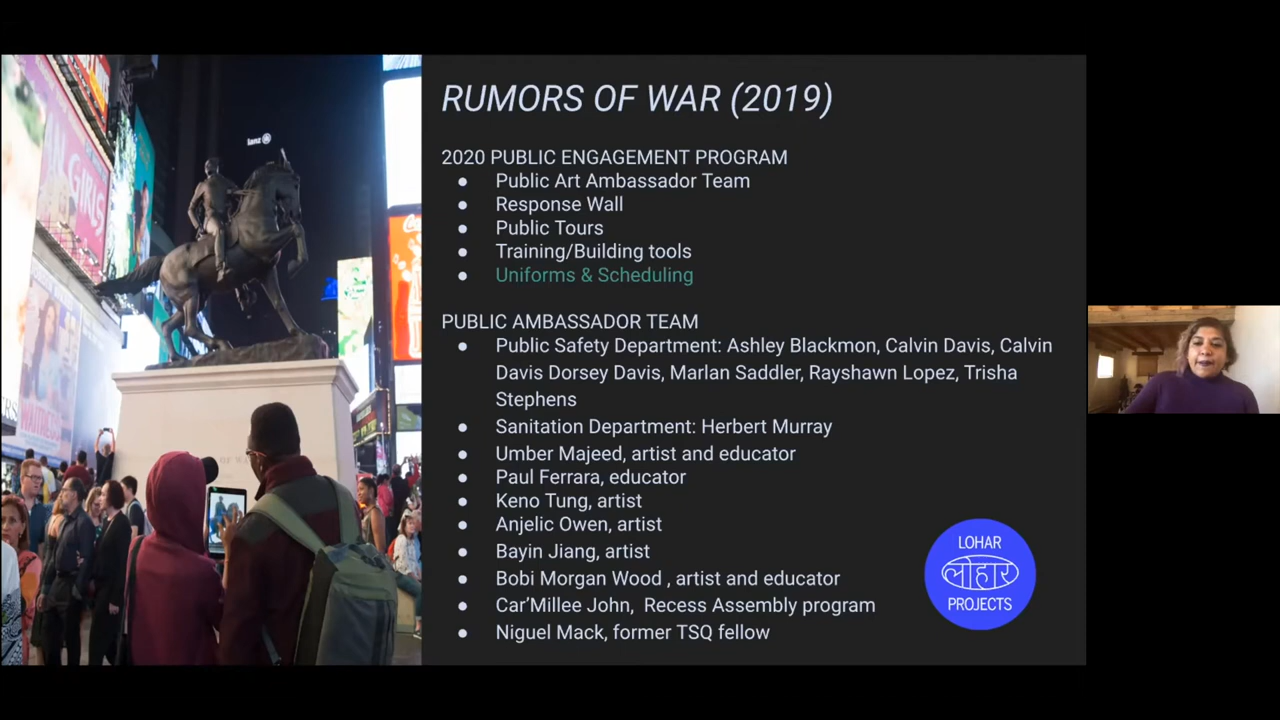 RUMORS OF WAR (2019)
2020 PUBLIC ENGAGEMENT PROGRAM
● Public Art Ambassador Team
● Response Wall
● Public Tours
● Training/Building tools
● Uniforms & Scheduling
PUBLIC AMBASSADOR TEAM
● Public Safety Department: Ashley Blackmon, Calvin Davis, Calvin
Davis Dorsey Davis, Marlan Saddler, Rayshawn Lopez, Trisha
Stephens
● Sanitation Department: Herbert Murray
● Umber Majeed, artist and educator
● Paul Ferrara, educator
● Keno Tung, artist
● Anjelic Owen, artist
● Bayin Jiang, artist
● Bobi Morgan Wood , artist and educator
● Car’Millee John, Recess Assembly program
● Niguel Mack, former TSQ fellow
LOHAR
लोहार
PROJECTS
GIRLS
WAITRESS
OF WA